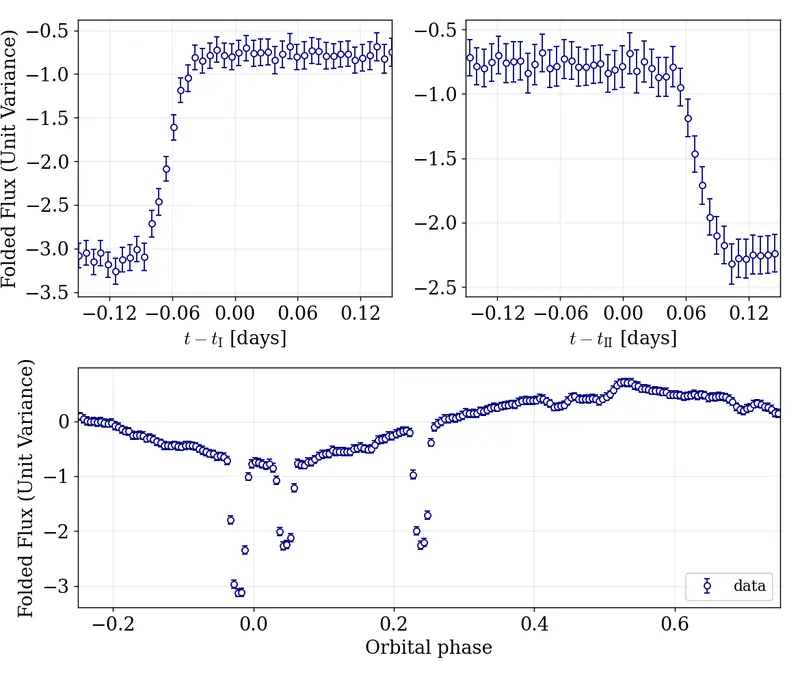 Folded Flux (Unit Variance)
−0.5
−1.0
−1.5
−2.0
−2.5
−3.0
−3.5
−0.12 −0.06 0.00 0.06 0.12
t − tI [days]
−0.5
−1.0
−1.5
−2.0
−2.5
−0.12 −0.06 0.00 0.06 0.12
t − tII [days]
Folded Flux (Unit Variance)
0
−1
−2
−3
data
−0.2 0.0 0.2 0.4 0.6
Orbital phase